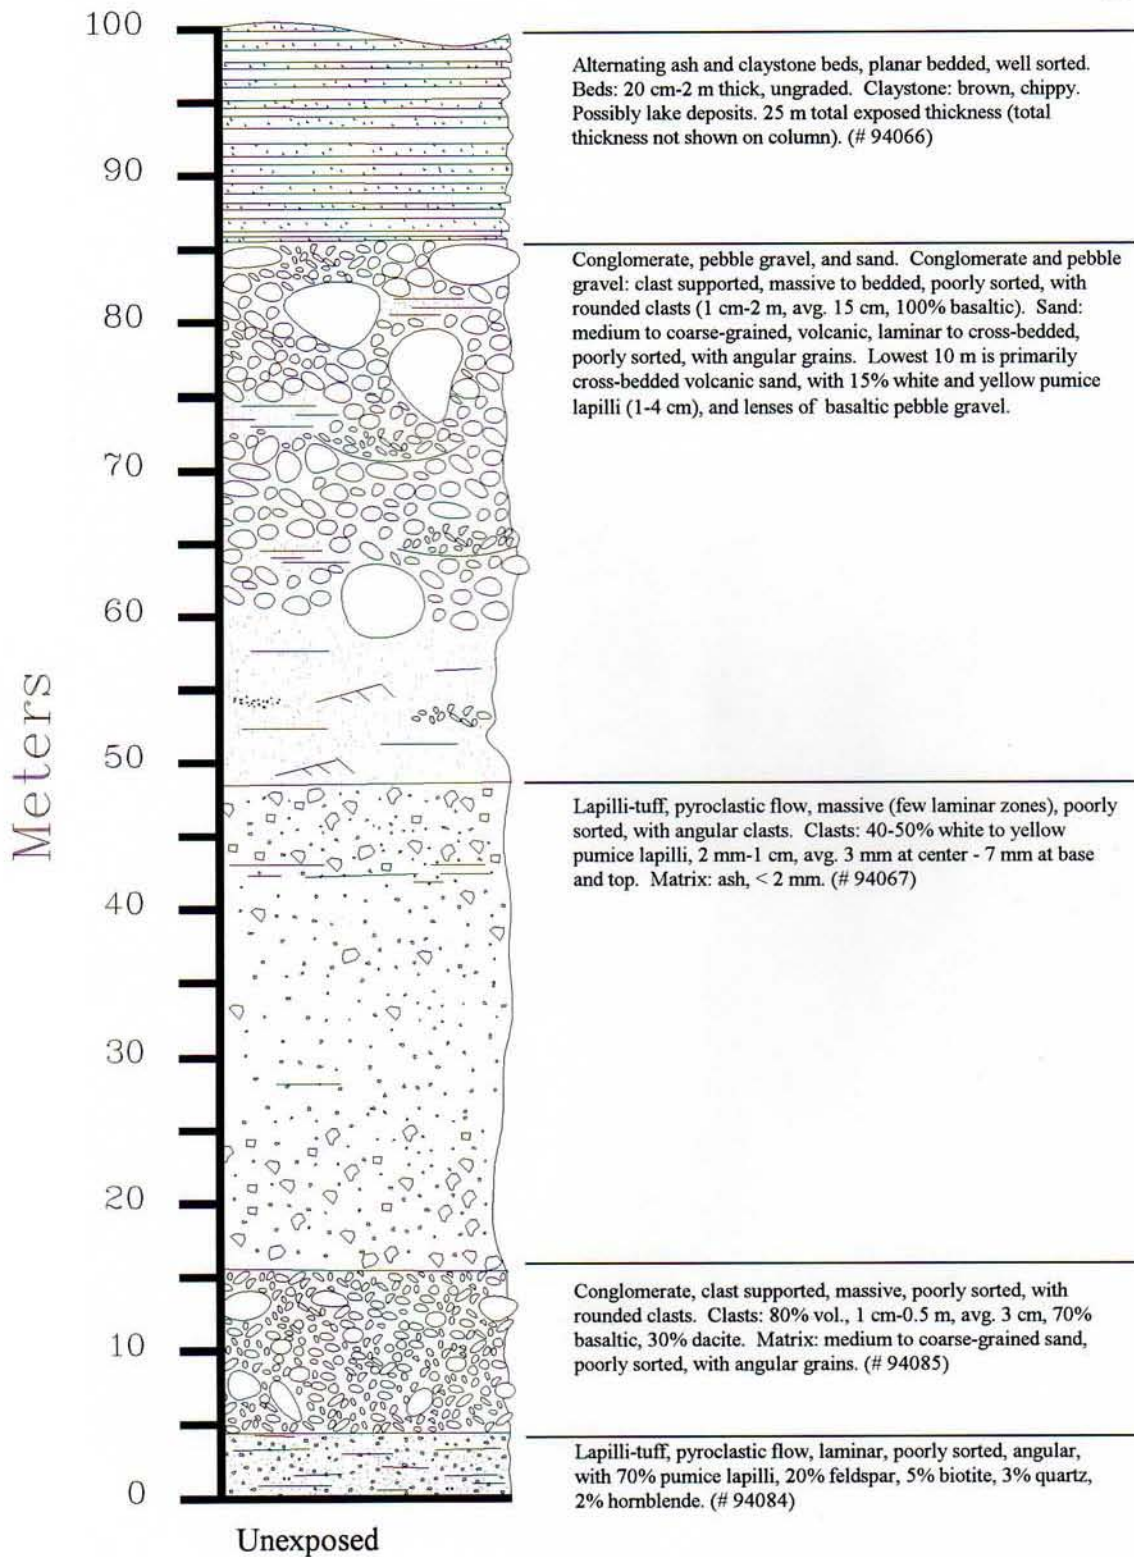 100
Alternating ash and claystone beds, planar bedded, well sorted.
Beds: 20 cm-2 m thick, ungraded. Claystone: brown, chippy.
Possibly lake deposits. 25 m total exposed thickness (total
thickness not shown on column). (# 94066)
90
Conglomerate, pebble gravel, and sand. Conglomerate and pebble
gravel: clast supported, massive to bedded, poorly sorted, with
rounded clasts (1 cm-2 m, avg. 15 cm, 100% basaltic). Sand:
medium to coarse-grained, volcanic, laminar to cross-bedded,
poorly sorted, with angular grains. Lowest 10 m is primarily
cross-bedded volcanic sand, with 15% white and yellow pumice
lapilli (1-4 cm), and lenses of basaltic pebble gravel.
80
70
60
Meters
50
Lapilli-tuff, pyroclastic flow, massive (few laminar zones), poorly
sorted, with angular clasts. Clasts: 40-50% white to yellow
pumice lapilli, 2 mm-1 cm, avg. 3 mm at center - 7 mm at base
and top. Matrix: ash, < 2 mm. (# 94067)
40
30
20
Conglomerate, clast supported, massive, poorly sorted, with
rounded clasts. Clasts: 80% vol., 1 cm-0.5 m, avg. 3 cm, 70%
basaltic, 30% dacite. Matrix: medium to coarse-grained sand,
poorly sorted, with angular grains. (# 94085)
10
Lapilli-tuff, pyroclastic flow, laminar, poorly sorted, angular,
with 70% pumice lapilli, 20% feldspar, 5% biotite, 3% quartz,
2% hornblende. (# 94084)
0
Unexposed